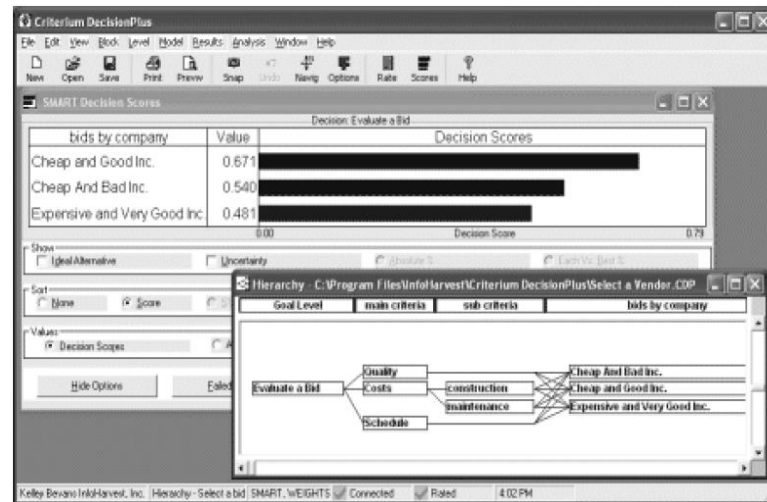 Criterium DecisionPlus
File Edit View Block Level Model Results Analysis Window Help
New Open Save Print Prevw Snap Undo Navig Options Rate Scores Help
SMART Decision Scores
Decision: Evaluate a Bid
bids by company Value Decision Scores
Cheap and Good Inc. 0.671
Cheap And Bad Inc. 0.540
Expensive and Very Good Inc. 0.481
0.00 Decision Score 0.79
Show
Ideal Alternative Uncertainty Absolute % Each Vs. Best %
Sort
None Score
Values
Decision Scores
Hide Options
Hierarchy - C:\Program Files\InfoHarvest\Criterium DecisionPlus\Select a Vendor.CDP
Goal Level main criteria sub criteria bids by company
Quality Cheap And Bad Inc.
Evaluate a Bid Costs construction Cheap and Good Inc.
maintenance Expensive and Very Good Inc.
Schedule
Kelley Bevans InfoHarvest, Inc. Hierarchy - Select a bid SMART, WEIGHTS Connected Rated 4:02 PM